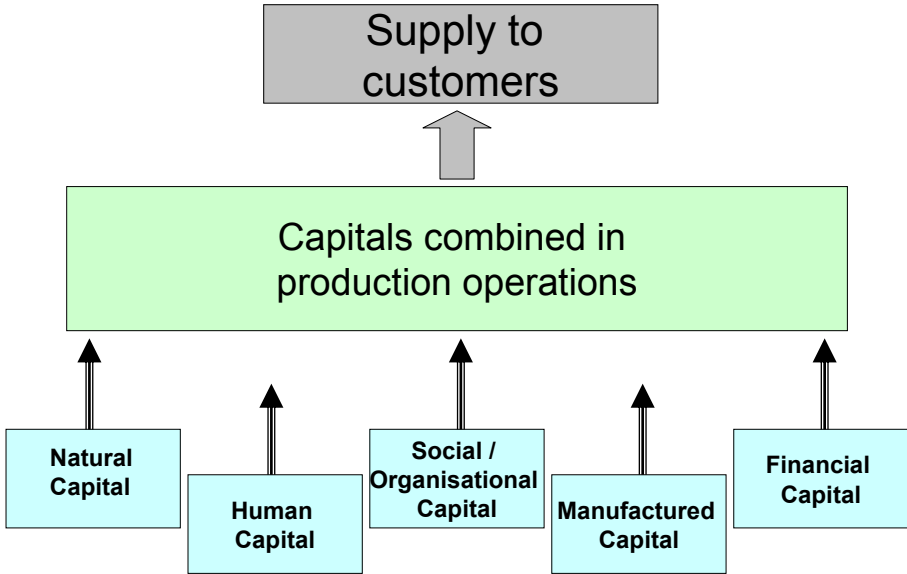 Supply to
customers
Capitals combined in
production operations
Natural
Capital
Human
Capital
Social /
Organisational
Capital
Manufactured
Capital
Financial
Capital